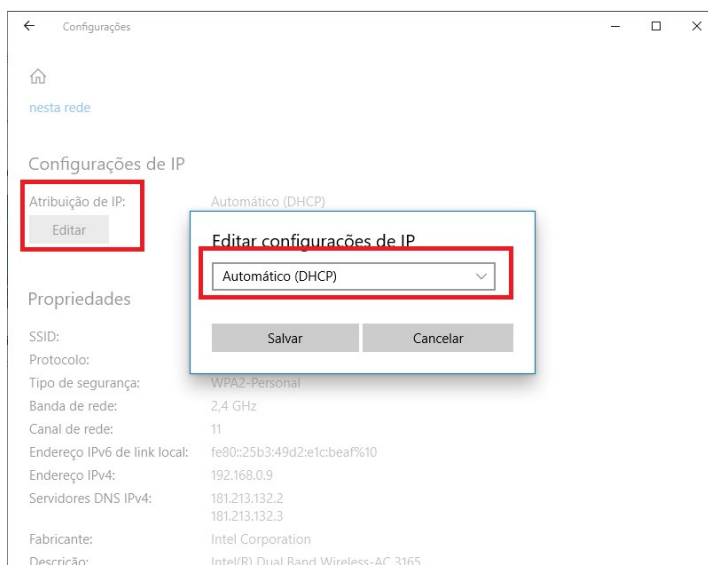 Configurações
nesta rede
Configurações de IP
Atribuição de IP: Automático (DHCP)
Editar
Editar configurações de IP
Automático (DHCP)
Salvar Cancelar
Propriedades
SSID:
Protocolo:
Tipo de segurança: WPA2-Personal
Banda de rede: 2,4 GHz
Canal de rede: 11
Endereço IPv6 de link local: fe80::25b3:49d2:e1c:beaf%10
Endereço IPv4: 192.168.0.9
Servidores DNS IPv4: 181.213.132.2
181.213.132.3
Fabricante: Intel Corporation
Descrição: Intel(R) Dual Band Wireless-AC 3165